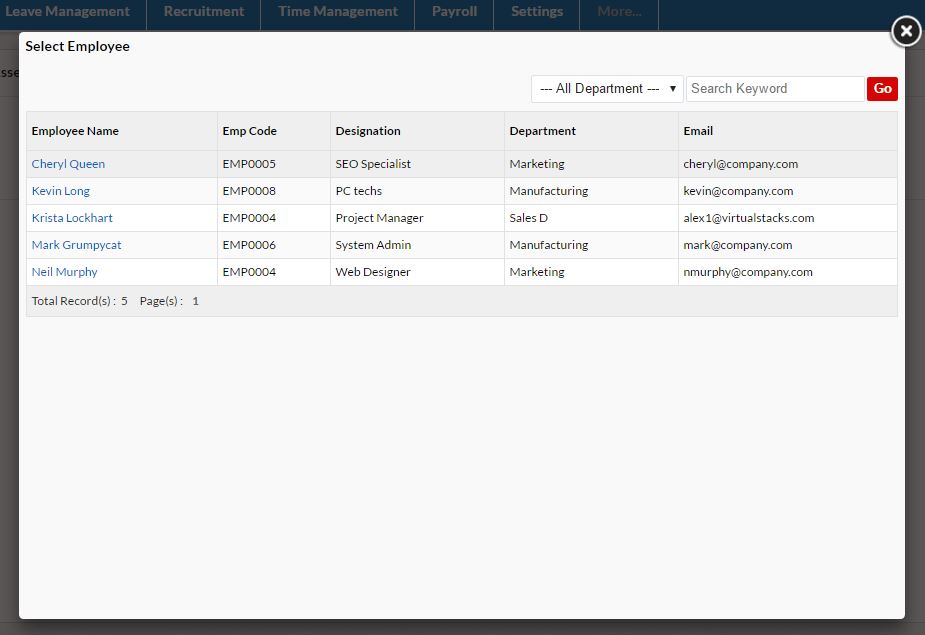 Leave Management Recruitment Time Management Payroll Settings More...
Select Employee
--- All Department --- Search Keyword Go
Employee Name Emp Code Designation Department Email
Cheryl Queen EMP0005 SEO Specialist Marketing cheryl@company.com
Kevin Long EMP0008 PC techs Manufacturing kevin@company.com
Krista Lockhart EMP0004 Project Manager Sales D alex1@virtualstacks.com
Mark Grumpycat EMP0006 System Admin Manufacturing mark@company.com
Neil Murphy EMP0004 Web Designer Marketing nmurphy@company.com
Total Record(s) : 5 Page(s) : 1